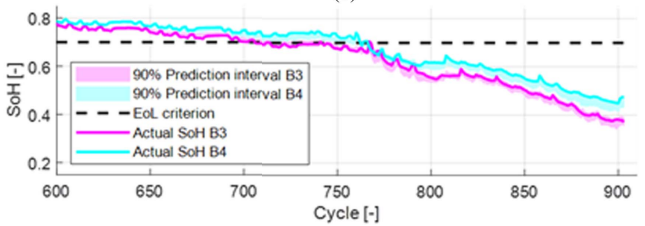 0.8
0.6
0.4
0.2
SoH [-]
90% Prediction interval B3
90% Prediction interval B4
EoL criterion
Actual SoH B3
Actual SoH B4
600 650 700 750 800 850 900
Cycle [-]